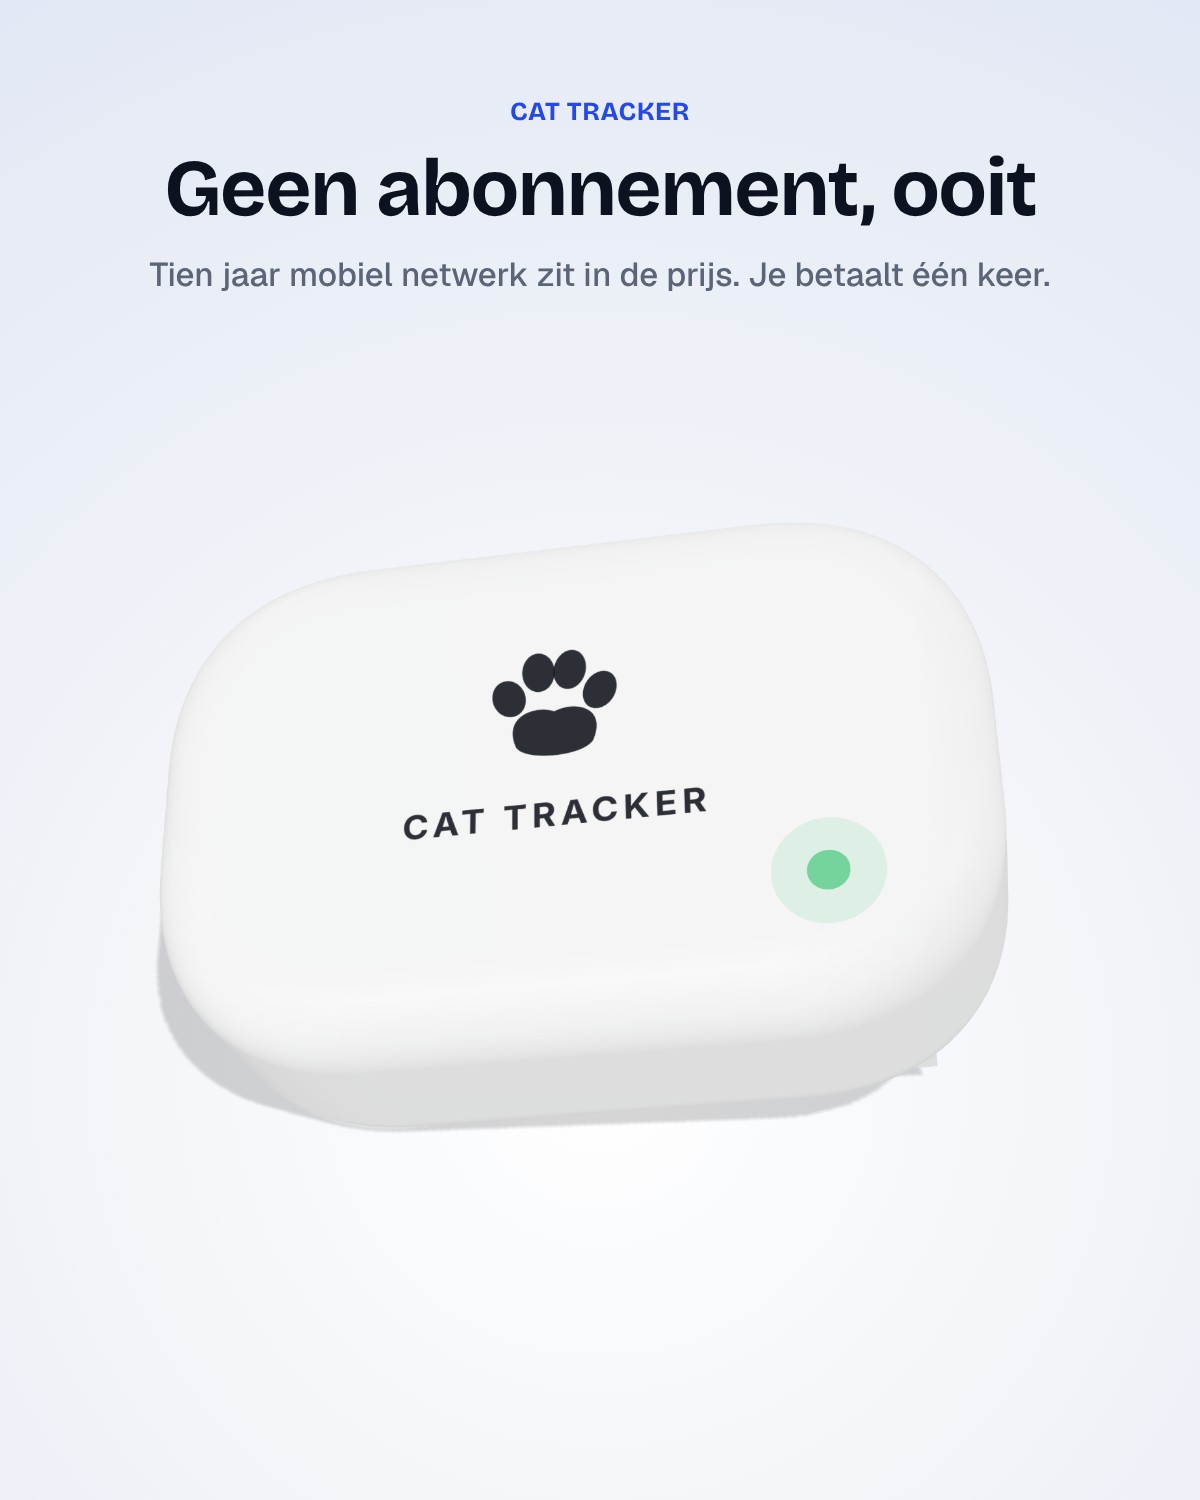 CAT TRACKER
Geen abonnement, ooit
Tien jaar mobiel netwerk zit in de prijs. Je betaalt één keer.
CAT TRACKER